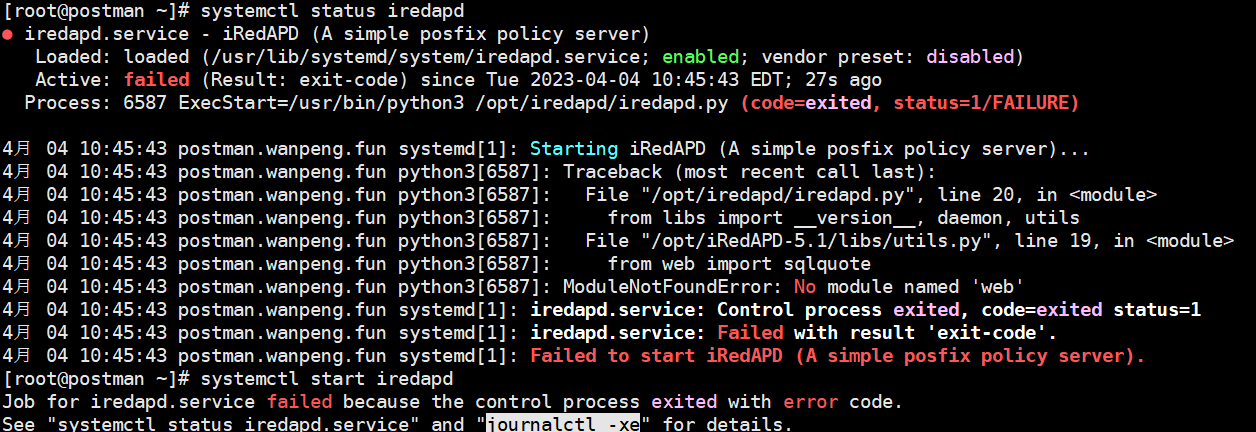 [root@postman ~]# systemctl status iredapd
● iredapd.service - iRedAPD (A simple posfix policy server)
   Loaded: loaded (/usr/lib/systemd/system/iredapd.service; enabled; vendor preset: disabled)
   Active: failed (Result: exit-code) since Tue 2023-04-04 10:45:43 EDT; 27s ago
  Process: 6587 ExecStart=/usr/bin/python3 /opt/iredapd/iredapd.py (code=exited, status=1/FAILURE)
4月 04 10:45:43 postman.wanpeng.fun systemd[1]: Starting iRedAPD (A simple posfix policy server)...
4月 04 10:45:43 postman.wanpeng.fun python3[6587]: Traceback (most recent call last):
4月 04 10:45:43 postman.wanpeng.fun python3[6587]:   File "/opt/iredapd/iredapd.py", line 20, in <module>
4月 04 10:45:43 postman.wanpeng.fun python3[6587]:     from libs import __version__, daemon, utils
4月 04 10:45:43 postman.wanpeng.fun python3[6587]:   File "/opt/iRedAPD-5.1/libs/utils.py", line 19, in <module>
4月 04 10:45:43 postman.wanpeng.fun python3[6587]:     from web import sqlquote
4月 04 10:45:43 postman.wanpeng.fun python3[6587]: ModuleNotFoundError: No module named 'web'
4月 04 10:45:43 postman.wanpeng.fun systemd[1]: iredapd.service: Control process exited, code=exited status=1
4月 04 10:45:43 postman.wanpeng.fun systemd[1]: iredapd.service: Failed with result 'exit-code'.
4月 04 10:45:43 postman.wanpeng.fun systemd[1]: Failed to start iRedAPD (A simple posfix policy server).
[root@postman ~]# systemctl start iredapd
Job for iredapd.service failed because the control process exited with error code.
See "systemctl status iredapd.service" and "journalctl -xe" for details.